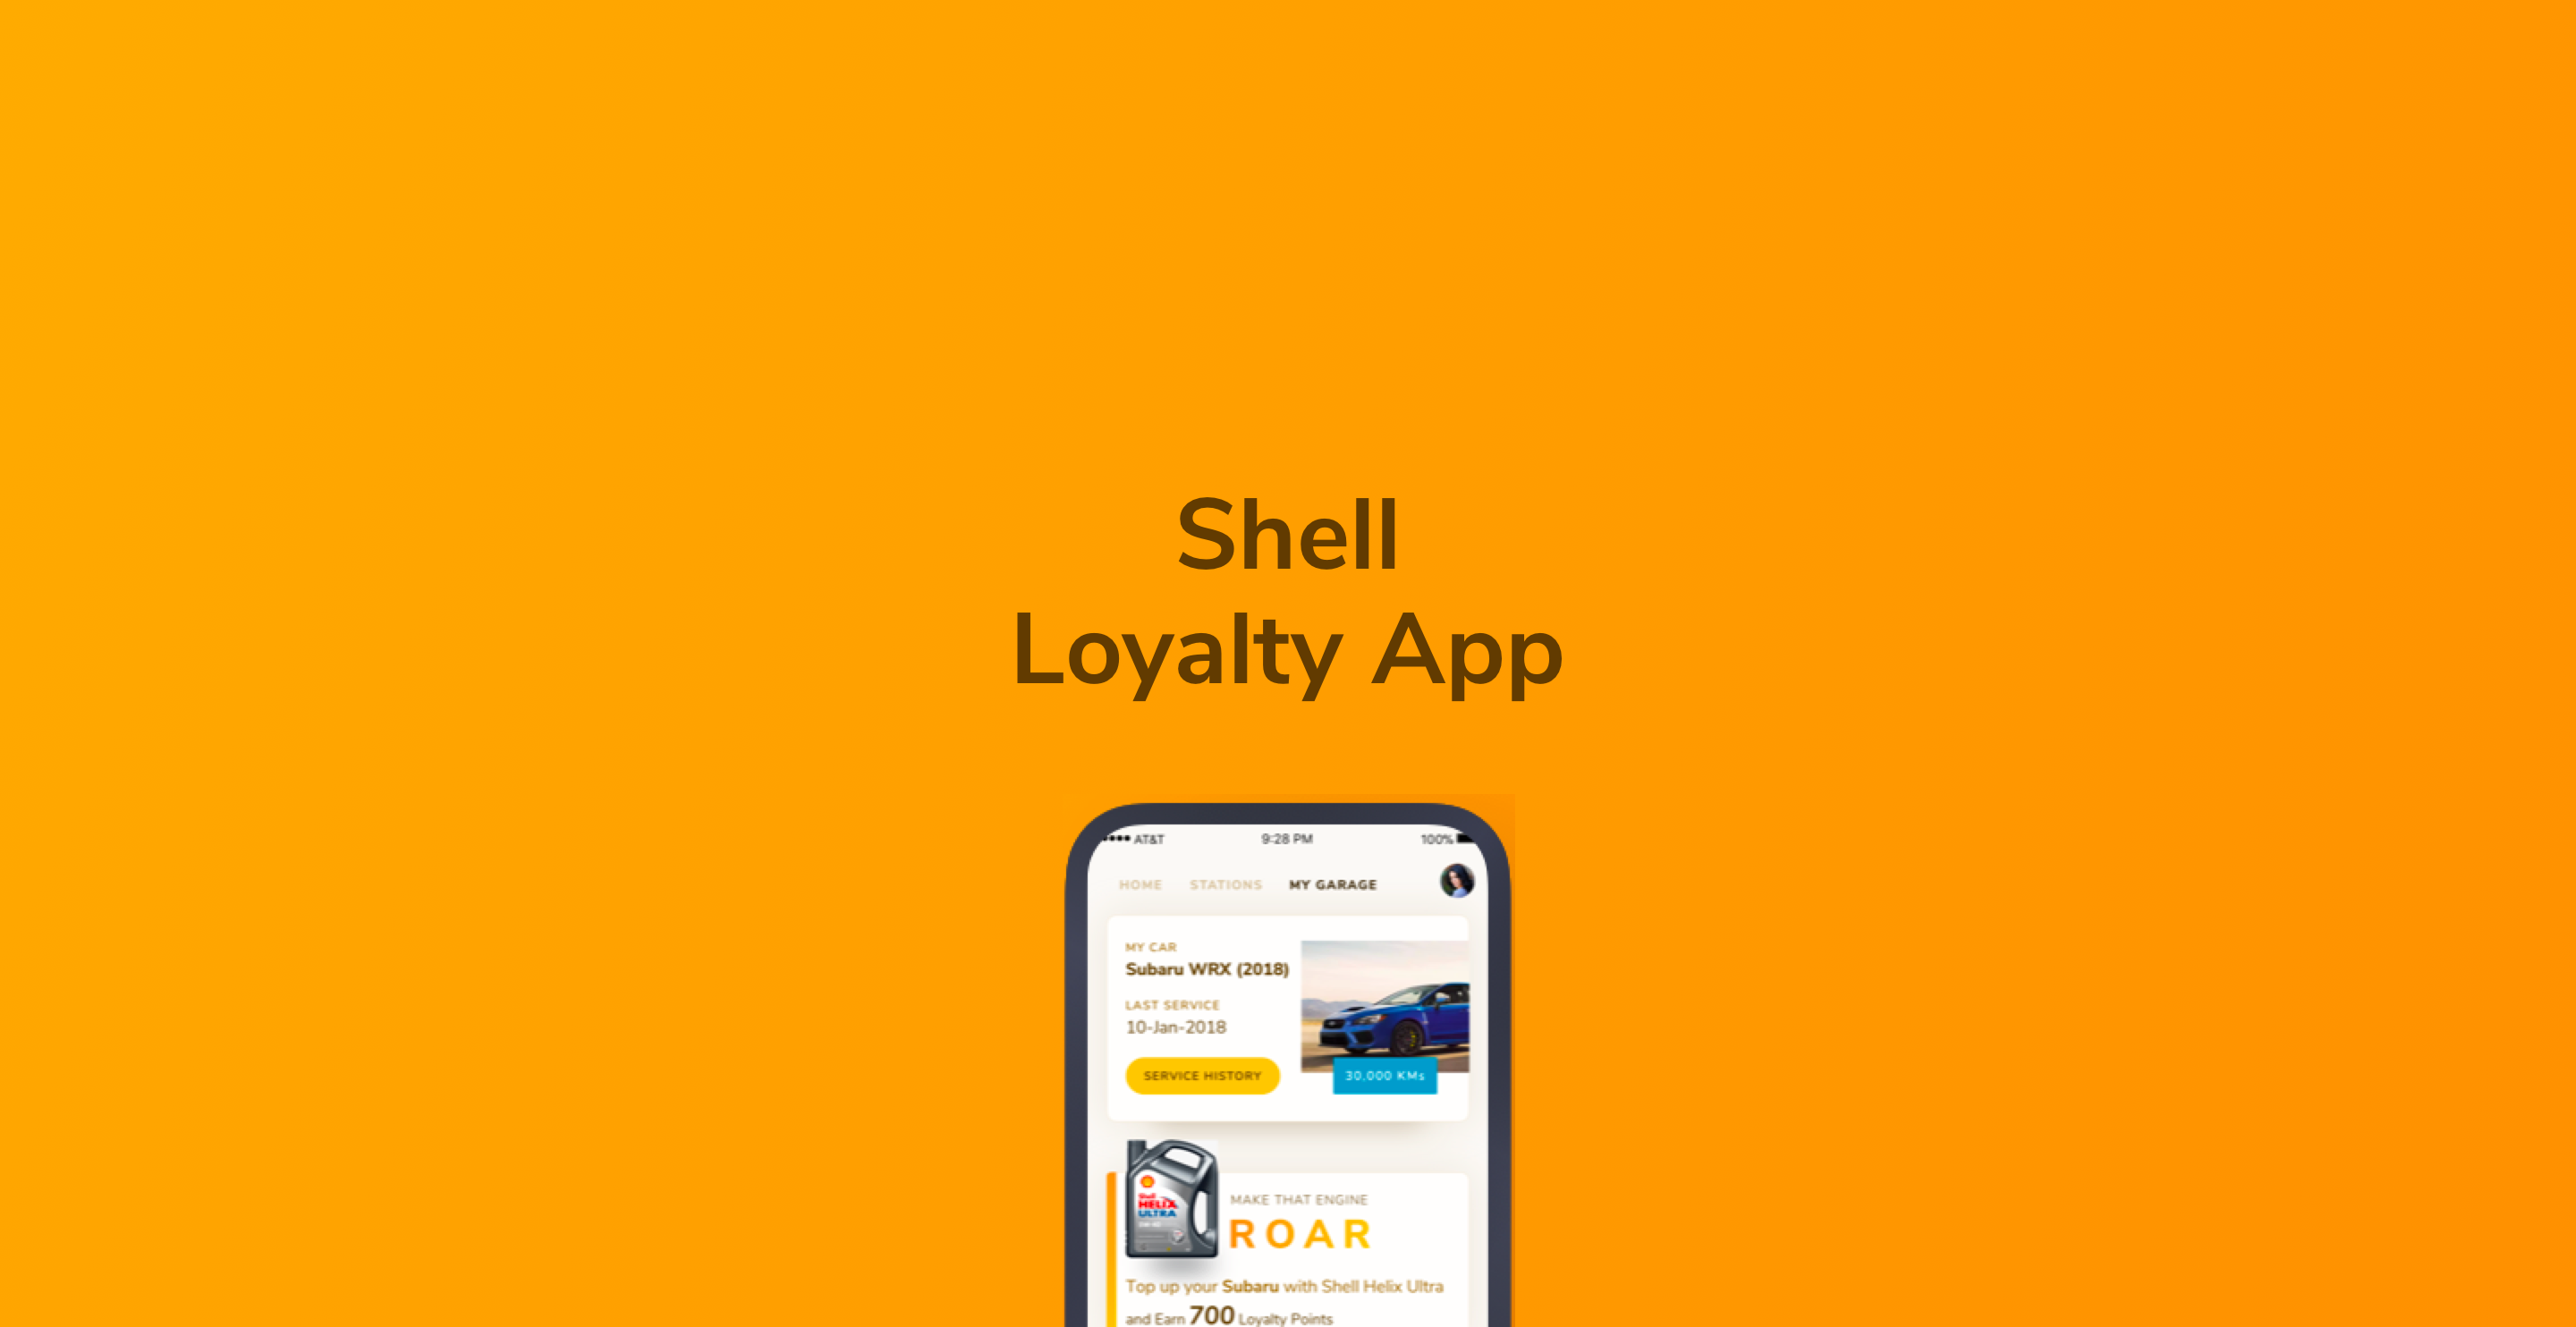 Shell
Loyalty App
AT&T 9:28 PM 100%
HOME STATIONS MY GARAGE
MY CAR
Subaru WRX (2018)
LAST SERVICE
10-Jan-2018
SERVICE HISTORY
30,000 KMs
Shell
HELIX
ULTRA
MAKE THAT ENGINE
ROAR
Top up your Subaru with Shell Helix Ultra
and Earn 700 Loyalty Points